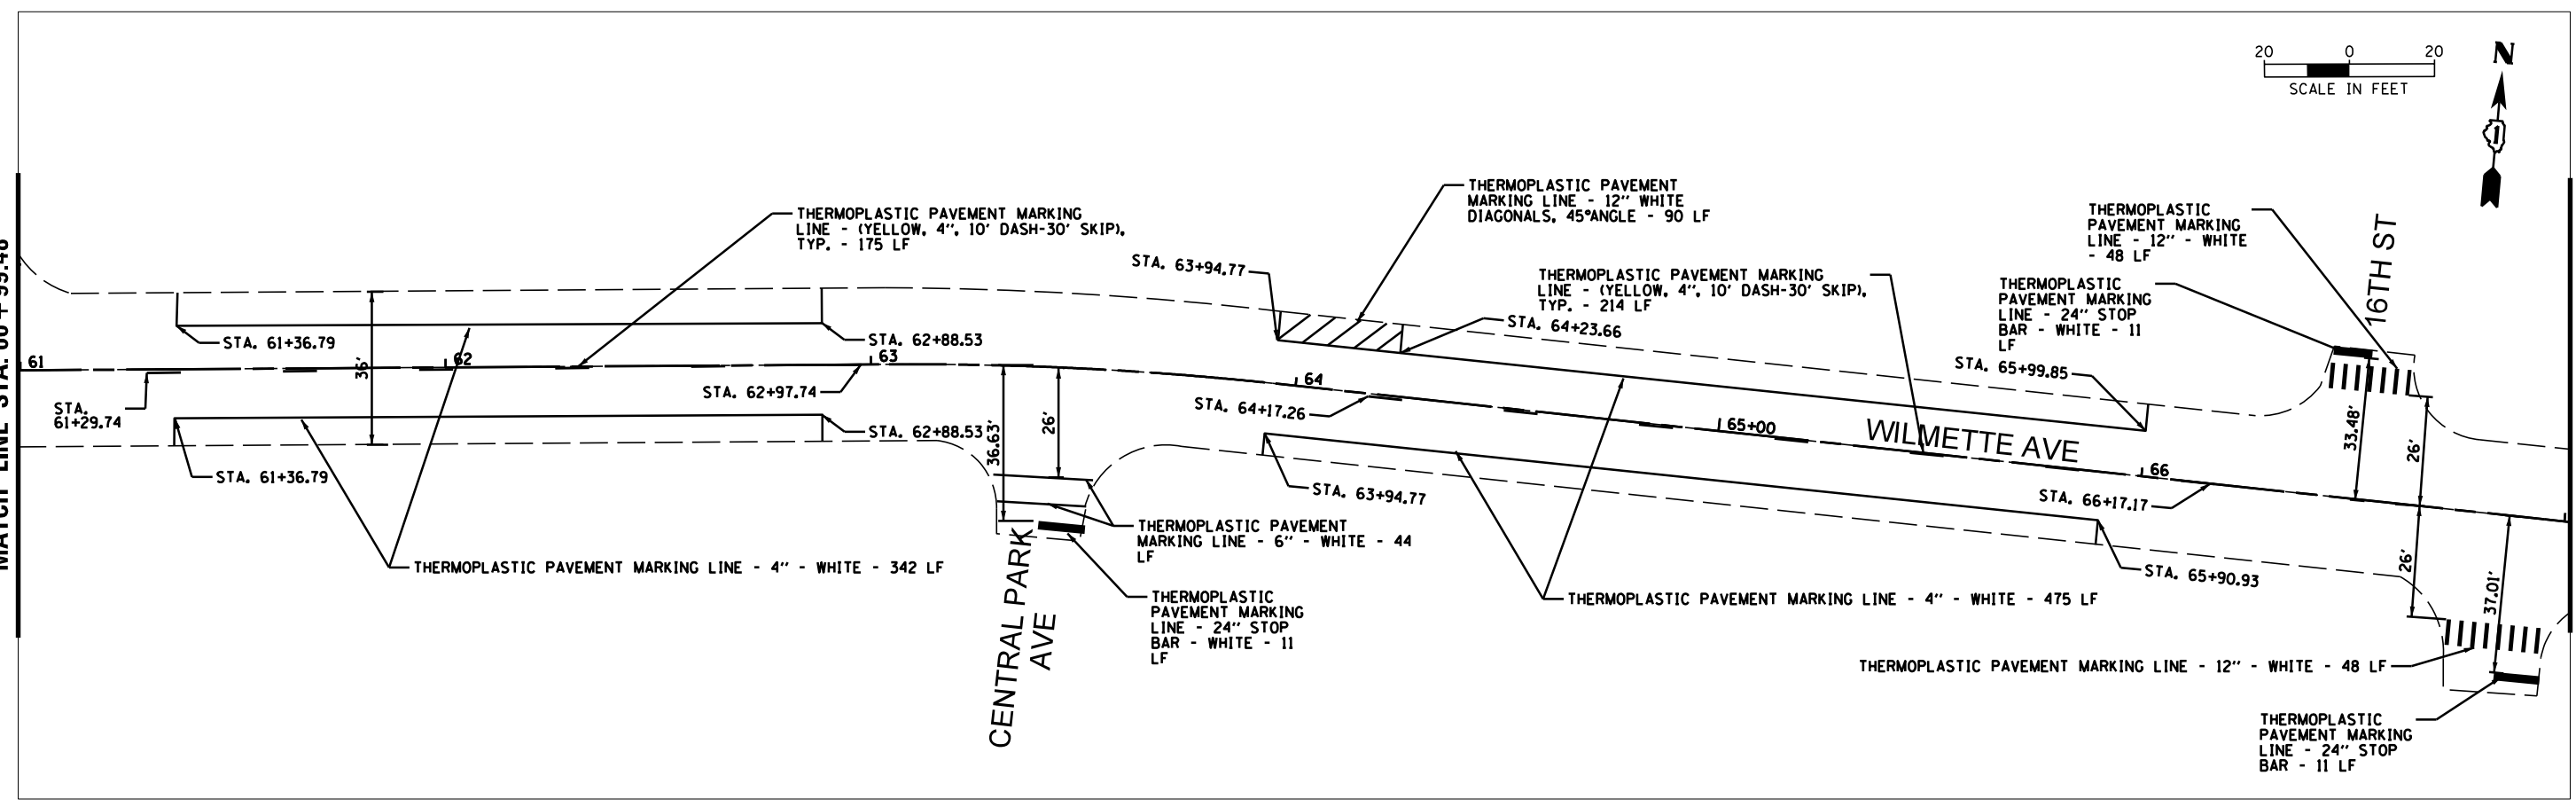 20 0 20
SCALE IN FEET
N
1
MATCH LINE STA. 60+99.48
THERMOPLASTIC PAVEMENT MARKING
LINE - (YELLOW, 4", 10' DASH-30' SKIP),
TYP. - 175 LF
THERMOPLASTIC PAVEMENT
MARKING LINE - 12" WHITE
DIAGONALS, 45°ANGLE - 90 LF
STA. 63+94.77
THERMOPLASTIC PAVEMENT MARKING
LINE - (YELLOW, 4", 10' DASH-30' SKIP),
TYP. - 214 LF
STA. 64+23.66
THERMOPLASTIC
PAVEMENT MARKING
LINE - 12" - WHITE
- 48 LF
THERMOPLASTIC
PAVEMENT MARKING
LINE - 24" STOP
BAR - WHITE - 11
LF
16TH ST
STA. 61+36.79
STA. 62+88.53
61
62
63
64
65+00
66
36'
STA.
61+29.74
STA. 62+97.74
STA. 62+88.53
STA. 61+36.79
36.63'
26'
STA. 64+17.26
STA. 65+99.85
WILMETTE AVE
33.48'
26'
STA. 63+94.77
STA. 66+17.17
THERMOPLASTIC PAVEMENT
MARKING LINE - 6" - WHITE - 44
LF
THERMOPLASTIC PAVEMENT MARKING LINE - 4" - WHITE - 342 LF
CENTRAL PARK
AVE
THERMOPLASTIC
PAVEMENT MARKING
LINE - 24" STOP
BAR - WHITE - 11
LF
THERMOPLASTIC PAVEMENT MARKING LINE - 4" - WHITE - 475 LF
STA. 65+90.93
26'
37.01'
THERMOPLASTIC PAVEMENT MARKING LINE - 12" - WHITE - 48 LF
THERMOPLASTIC
PAVEMENT MARKING
LINE - 24" STOP
BAR - 11 LF